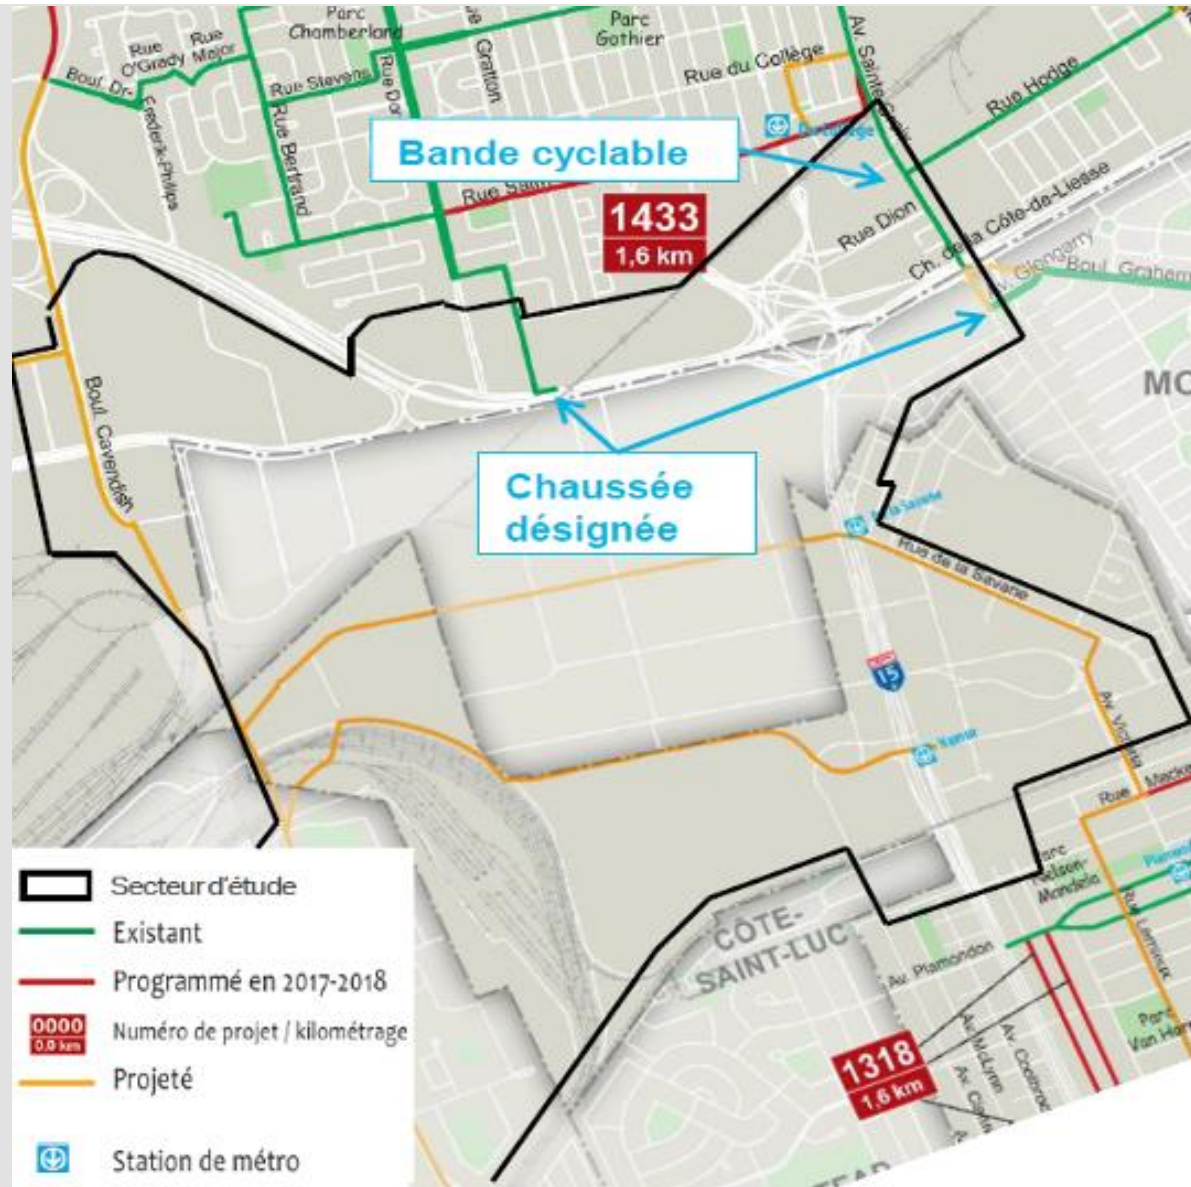 Parc
Chamberland
Parc
Gothier
Rue
O'Grady
Rue
Major
Boul. Dr-
Frederik-Philips
Rue Stevens
Rue Bertrand
Gratton
Rue du Collège
Av. Sainte-Croix
Rue Hodge
Bande cyclable
1433
1,6 km
Rue Dion
Ch. de la Côte-de-Liesse
Glengarry
Boul. Graham
Boul. Cavendish
Chaussée
désignée
Rue de la Savane
15
Av. Victoria
Namur
Rue
Parc
Nelson-
Mandela
Rue Lemieux
CÔTE-
SAINT-LUC
Av. Plamondon
1318
1,6 km
Av. McLynn
Parc
Secteur d'étude
Existant
Programmé en 2017-2018
0000
0,0 km
Numéro de projet / kilométrage
Projeté
Station de métro